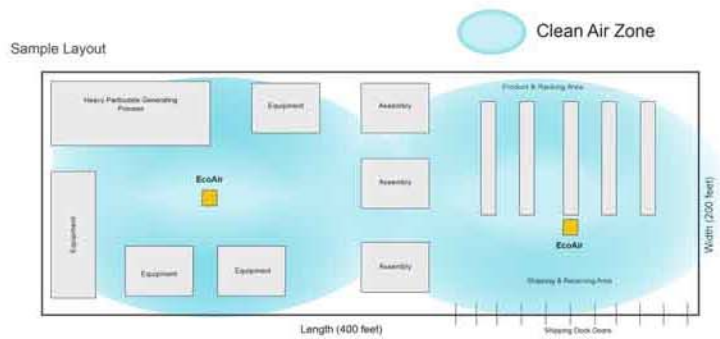 Clean Air Zone
Sample Layout
Heavy Particulate Generating
Process
Equipment
Assembly
Product & Racking Area
EcoAir
Assembly
Equipment
Width (200 feet)
EcoAir
Equipment
Equipment
Assembly
Shipping & Receiving Area
Length (400 feet)
Shipping Dock Doors